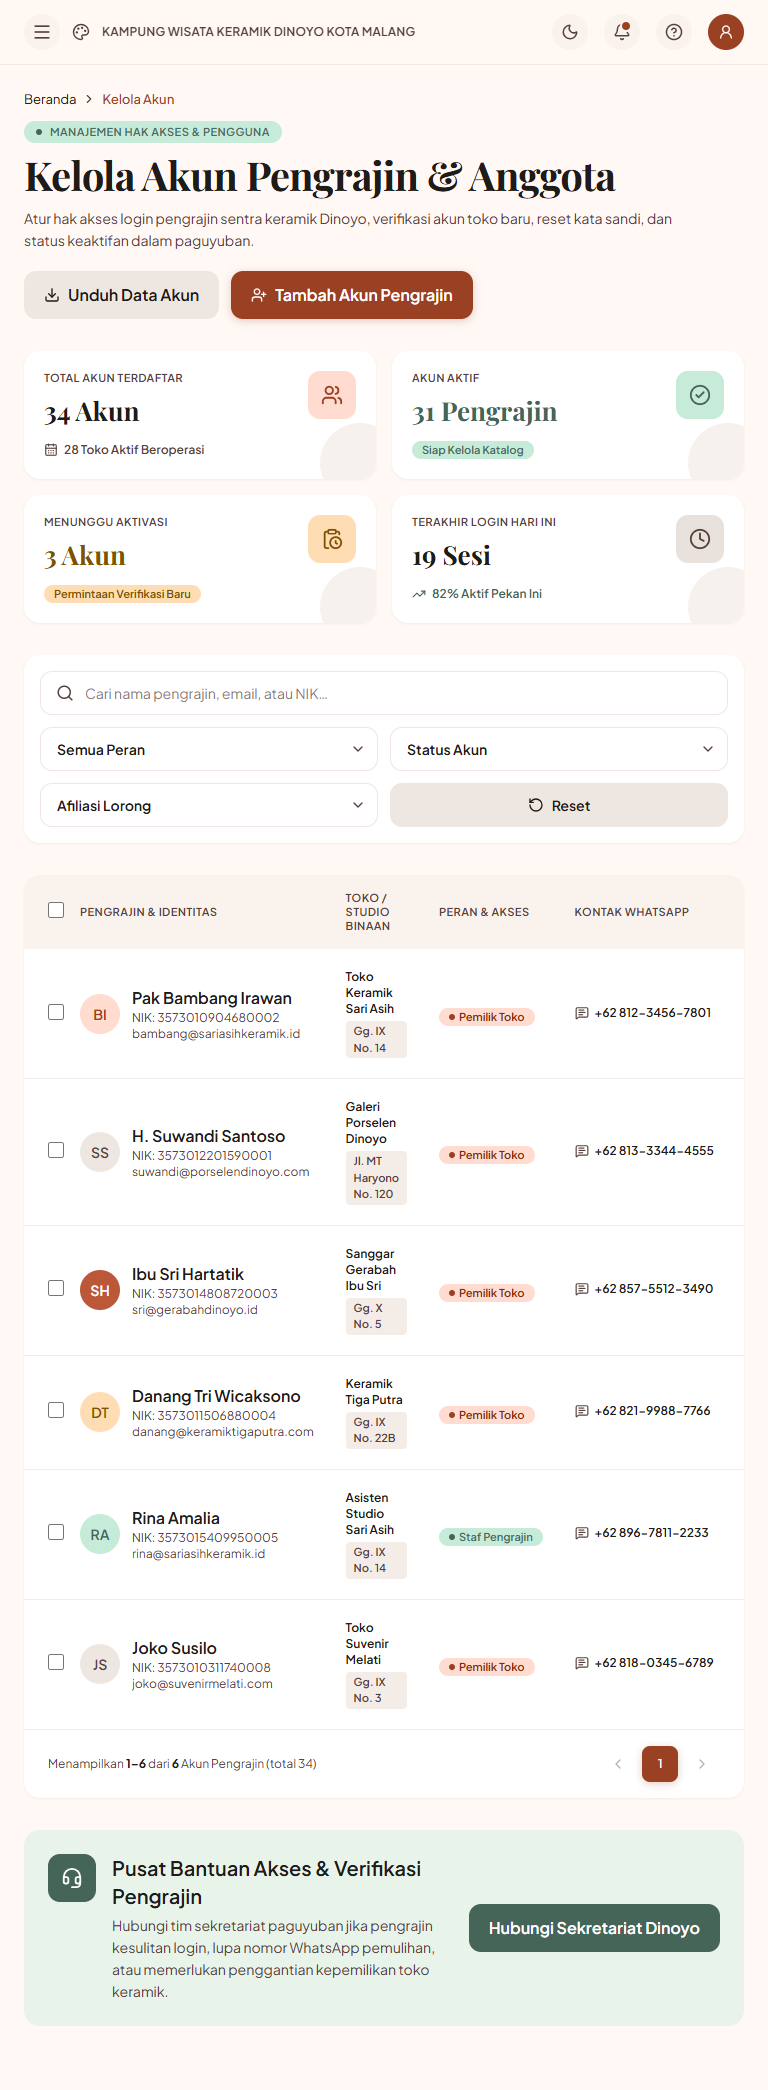 KAMPUNG WISATA KERAMIK DINOYO KOTA MALANG
Beranda > Kelola Akun
MANAJEMEN HAK AKSES & PENGGUNA
Kelola Akun Pengrajin & Anggota
Atur hak akses login pengrajin sentra keramik Dinoyo, verifikasi akun toko baru, reset kata sandi, dan
status keaktifan dalam paguyuban.
Unduh Data Akun
Tambah Akun Pengrajin
TOTAL AKUN TERDAFTAR
34 Akun
28 Toko Aktif Beroperasi
AKUN AKTIF
31 Pengrajin
Siap Kelola Katalog
MENUNGGU AKTIVASI
3 Akun
Permintaan Verifikasi Baru
TERAKHIR LOGIN HARI INI
19 Sesi
82% Aktif Pekan Ini
Cari nama pengrajin, email, atau NIK...
Semua Peran
Status Akun
Afiliasi Lorong
Reset
PENGRAJIN & IDENTITAS
TOKO /
STUDIO
BINAAN
PERAN & AKSES
KONTAK WHATSAPP
BI
Pak Bambang Irawan
NIK: 3573010904680002
bambang@sariasihkeramik.id
Toko
Keramik
Sari Asih
Gg. IX
No. 14
Pemilik Toko
+62 812-3456-7801
SS
H. Suwandi Santoso
NIK: 3573012201590001
suwandi@porselendinoyo.com
Galeri
Porselen
Dinoyo
Jl. MT
Haryono
No. 120
Pemilik Toko
+62 813-3344-4555
SH
Ibu Sri Hartatik
NIK: 3573014808720003
sri@gerabahdinoyo.id
Sanggar
Gerabah
Ibu Sri
Gg. X
No. 5
Pemilik Toko
+62 857-5512-3490
DT
Danang Tri Wicaksono
NIK: 3573011506880004
danang@keramiktigaputra.com
Keramik
Tiga Putra
Gg. IX
No. 22B
Pemilik Toko
+62 821-9988-7766
RA
Rina Amalia
NIK: 3573015409950005
rina@sariasihkeramik.id
Asisten
Studio
Sari Asih
Gg. IX
No. 14
Staf Pengrajin
+62 896-7811-2233
JS
Joko Susilo
NIK: 3573010311740008
joko@suvenirmelati.com
Toko
Suvenir
Melati
Gg. IX
No. 3
Pemilik Toko
+62 818-0345-6789
Menampilkan 1-6 dari 6 Akun Pengrajin (total 34)
1
Pusat Bantuan Akses & Verifikasi
Pengrajin
Hubungi tim sekretariat paguyuban jika pengrajin
kesulitan login, lupa nomor WhatsApp pemulihan,
atau memerlukan penggantian kepemilikan toko
keramik.
Hubungi Sekretariat Dinoyo